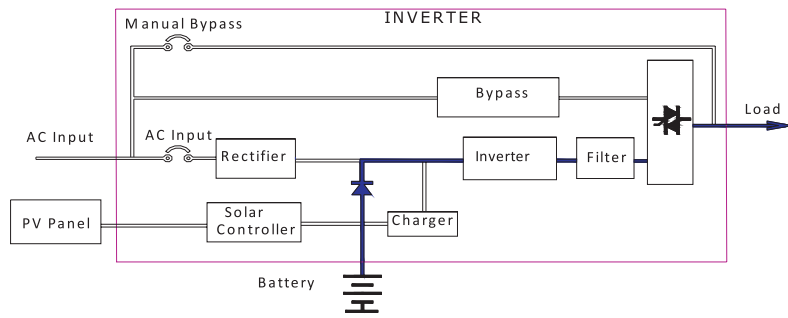 INVERTER
Manual Bypass
Bypass
Load
AC Input
AC Input
Rectifier
Inverter
Filter
PV Panel
Solar
Controller
Charger
Battery